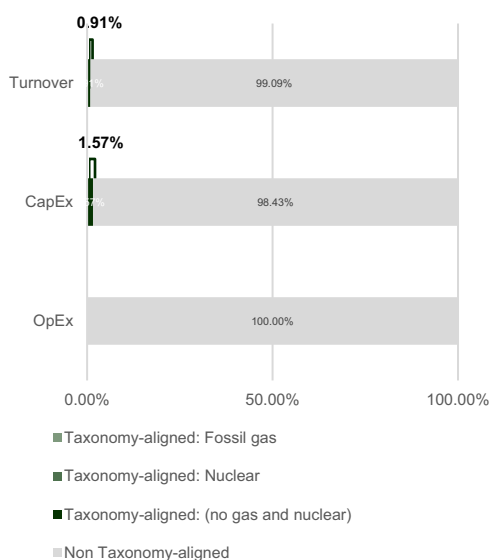 0.91%
Turnover
99.09%
1.57%
CapEx
98.43%
OpEx
100.00%
0.00% 50.00% 100.00%
Taxonomy-aligned: Fossil gas
Taxonomy-aligned: Nuclear
Taxonomy-aligned: (no gas and nuclear)
Non Taxonomy-aligned